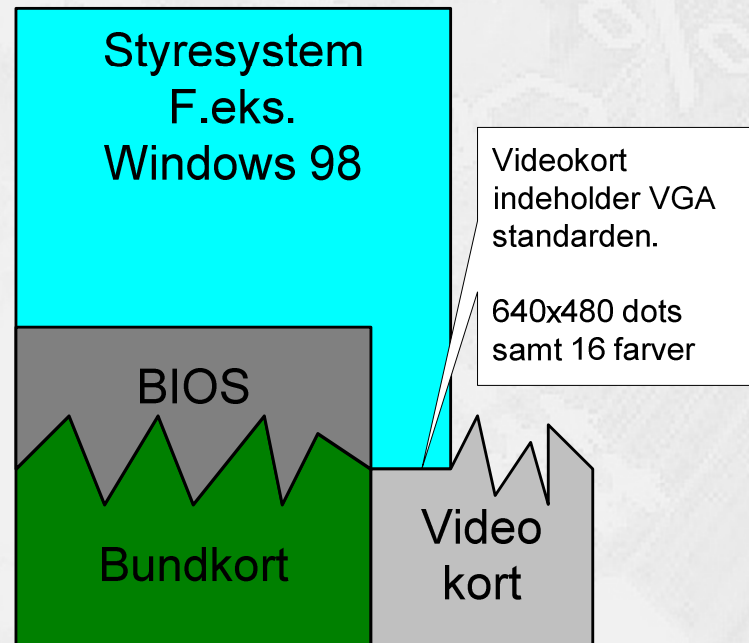 Styresystem
F.eks.
Windows 98
Videokort
indeholder VGA
standarden.
640x480 dots
samt 16 farver
BIOS
Bundkort
Video
kort